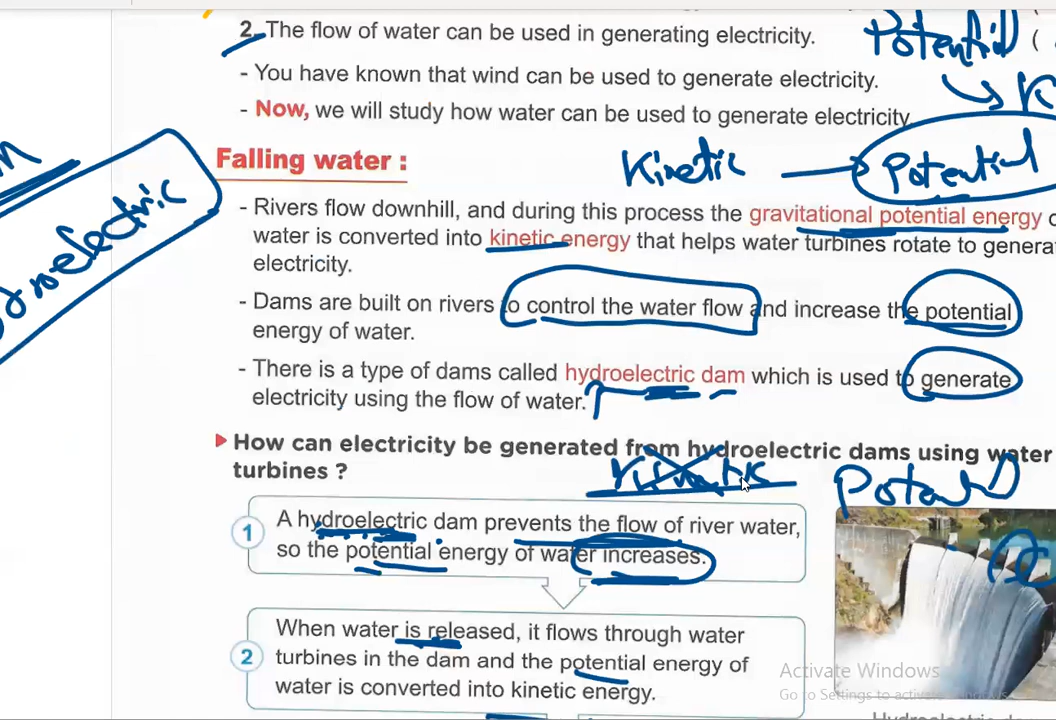 2. The flow of water can be used in generating electricity.
Potential (
- You have known that wind can be used to generate electricity.
K
- Now, we will study how water can be used to generate electricity.
Falling water :
Kinetic → Potential
- Rivers flow downhill, and during this process the gravitational potential energy
water is converted into kinetic energy that helps water turbines rotate to genera
electricity.
- Dams are built on rivers to control the water flow and increase the potential
energy of water.
- There is a type of dams called hydroelectric dam which is used to generate
electricity using the flow of water.
How can electricity be generated from hydroelectric dams using water
turbines ?
Potential
1
A hydroelectric dam prevents the flow of river water,
so the potential energy of water increases.
2
When water is released, it flows through water
turbines in the dam and the potential energy of
water is converted into kinetic energy.
droelectric
Activate Windows
Go to Settings to activate Windows.